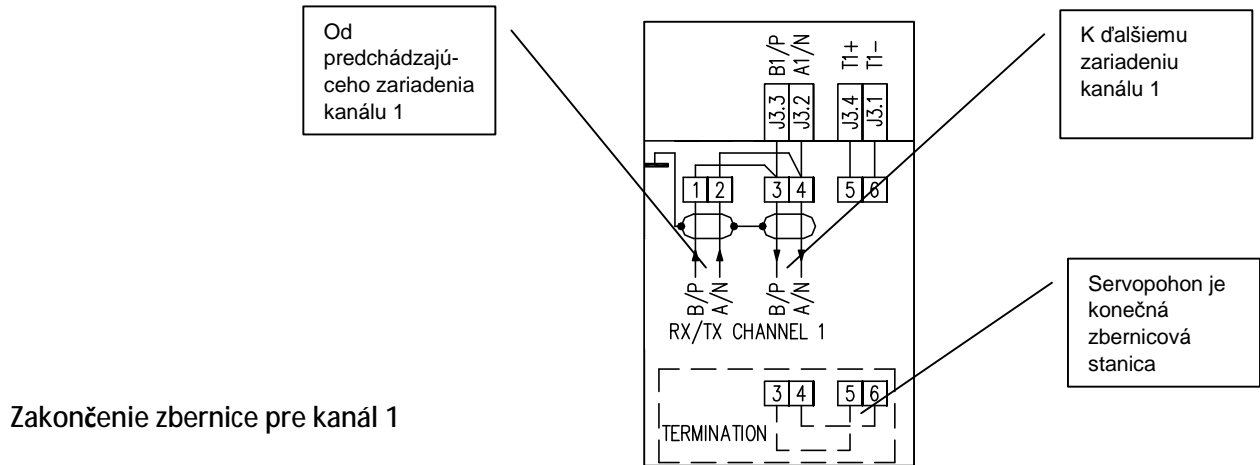 Od
predchádzajú-
ceho zariadenia
kanálu 1
B1/P
A1/N
T1+
T1-
J3.3
J3.2
J3.4
J3.1
K ďalšiemu
zariadeniu
kanálu 1
1 2 3 4 5 6
B/P
A/N
B/P
A/N
RX/TX CHANNEL 1
Servopohon je
konečná
zbernicová
stanica
3 4 5 6
TERMINATION
Zakončenie zbernice pre kanál 1